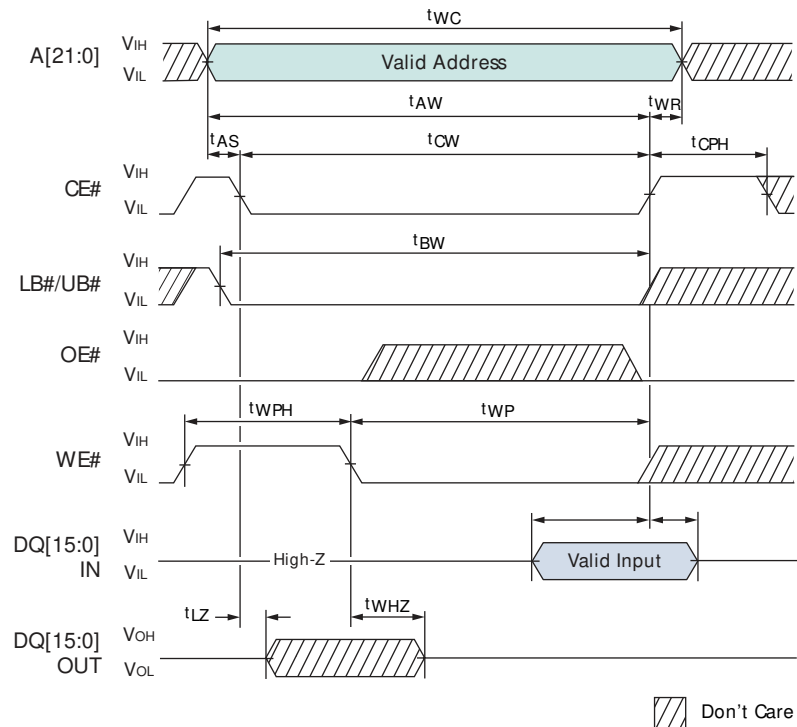 tWC
A[21:0] VIH
VIL
Valid Address
tAW tWR
tAS tCW tCPH
CE# VIH
VIL
tBW
LB#/UB# VIH
VIL
OE# VIH
VIL
tWPH tWP
WE# VIH
VIL
DQ[15:0] IN VIH
VIL
High-Z Valid Input
tLZ tWHZ
DQ[15:0] OUT VOH
VOL
Don't Care